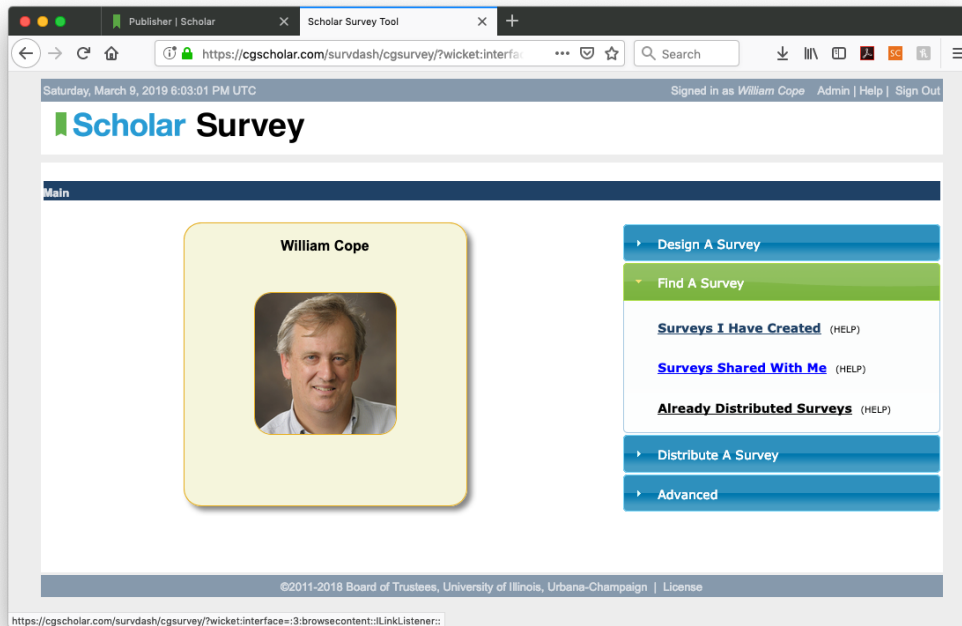 Publisher | Scholar
Scholar Survey Tool
https://cgscholar.com/survdash/cgsurvey/?wicket:interfac
Search
SC
Saturday, March 9, 2019 6:03:01 PM UTC
Signed in as William Cope Admin | Help | Sign Out
Scholar Survey
Main
William Cope
Design A Survey
Find A Survey
Surveys I Have Created (HELP)
Surveys Shared With Me (HELP)
Already Distributed Surveys (HELP)
Distribute A Survey
Advanced
©2011-2018 Board of Trustees, University of Illinois, Urbana-Champaign | License
https://cgscholar.com/survdash/cgsurvey/?wicket:interface=:3:browsecontent::ILinkListener::